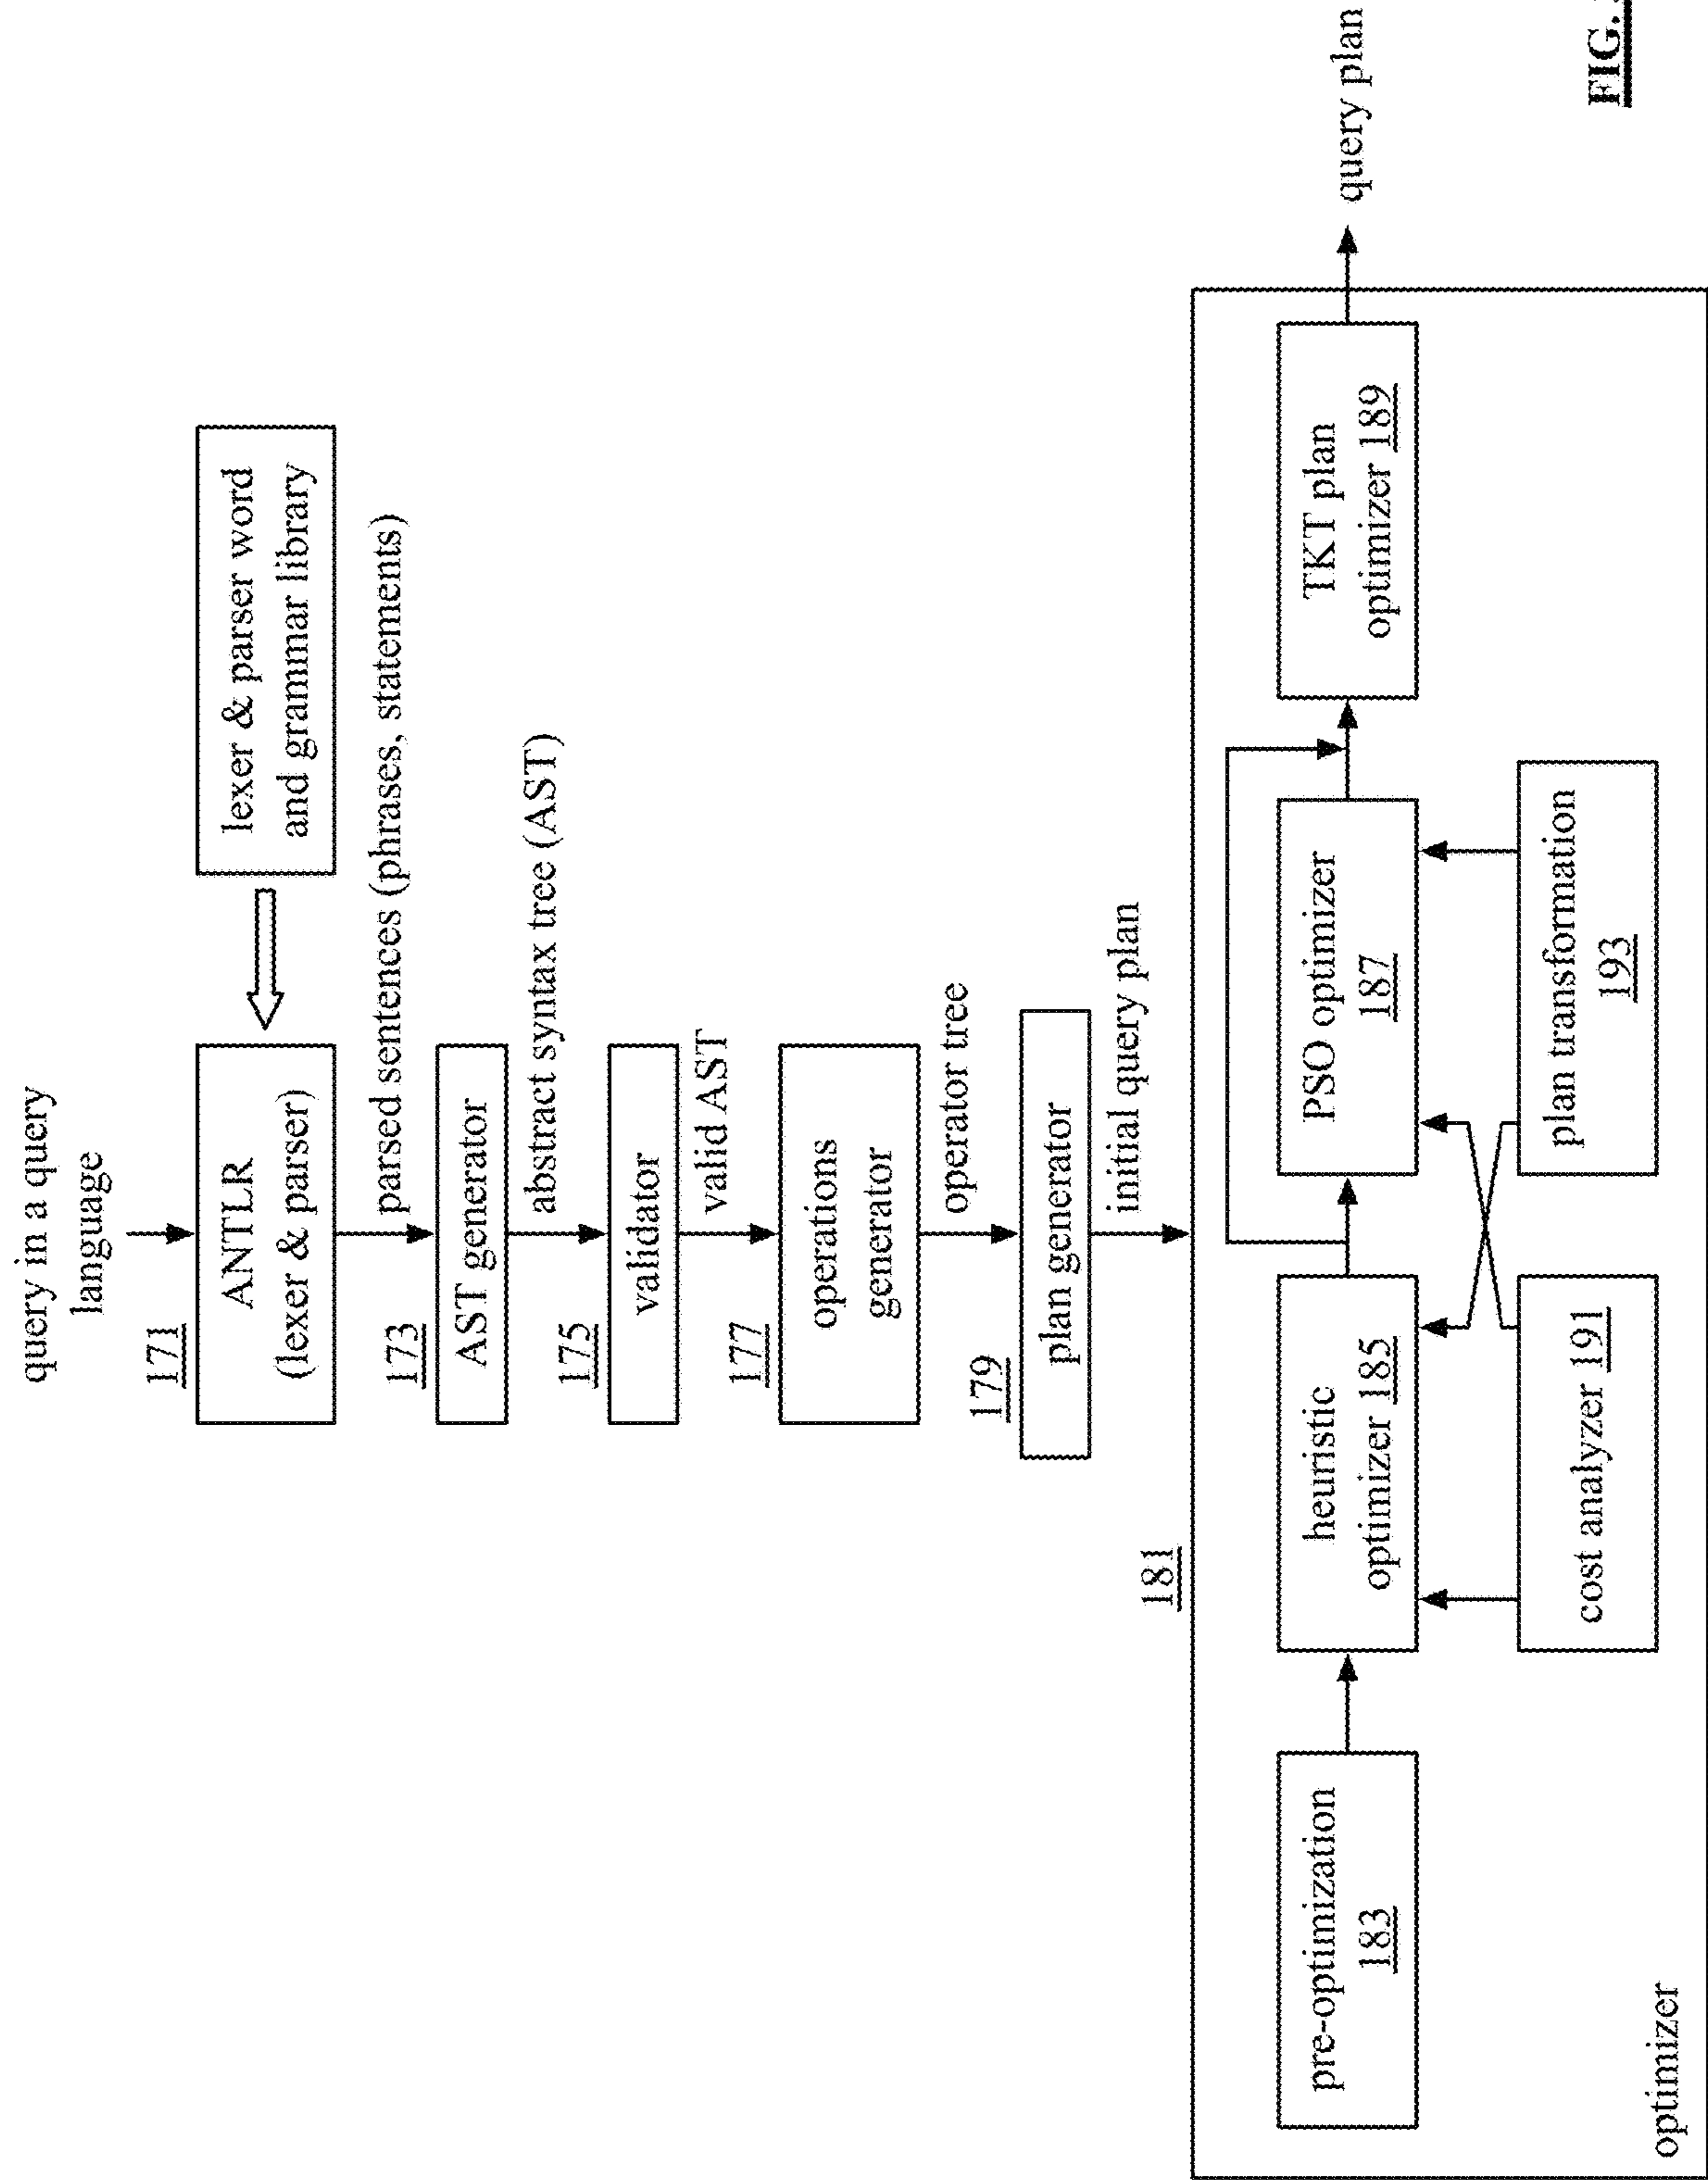 query in a query
language
171
ANTLR
(lexer & parser)
lexer & parser word
and grammar library
parsed sentences (phrases, statements)
173
AST generator
abstract syntax tree (AST)
175
validator
valid AST
177
operations
generator
operator tree
179
plan generator
initial query plan
181
pre-optimization
183
heuristic
optimizer 185
PSO optimizer
187
TKT plan
optimizer 189
query plan
cost analyzer 191
plan transformation
193
optimizer
FIG.